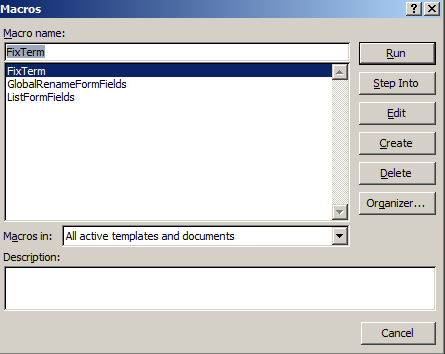 Macros
Macro name:
FixTerm
FixTerm
GlobalRenameFormFields
ListFormFields
Run
Step Into
Edit
Create
Delete
Organizer...
Macros in:
All active templates and documents
Description:
Cancel